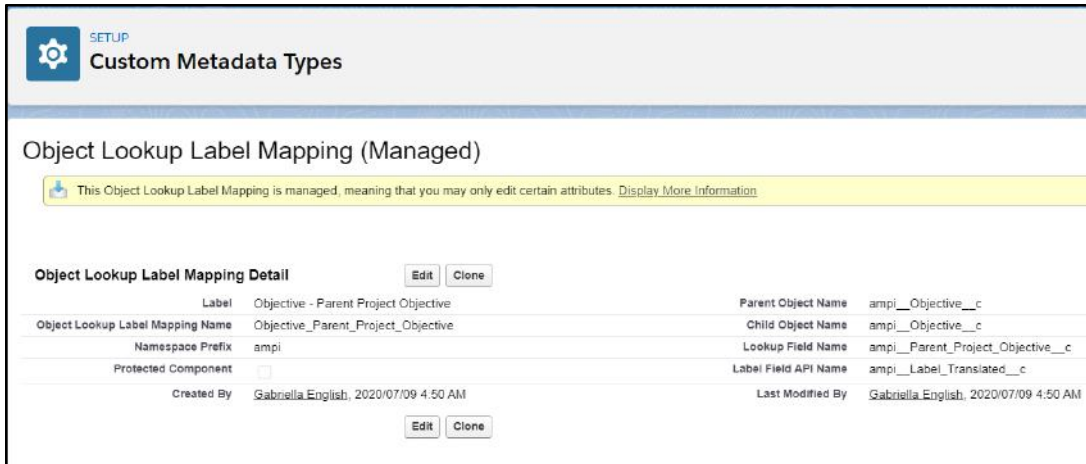 SETUP
Custom Metadata Types
Object Lookup Label Mapping (Managed)
This Object Lookup Label Mapping is managed, meaning that you may only edit certain attributes. Display More Information
Object Lookup Label Mapping Detail Edit Clone
Label Objective - Parent Project Objective Parent Object Name ampi__Objective__c
Object Lookup Label Mapping Name Objective_Parent_Project_Objective Child Object Name ampi__Objective__c
Namespace Prefix ampi Lookup Field Name ampi__Parent_Project_Objective__c
Protected Component Label Field API Name ampi__Label_Translated__c
Created By Gabriella English, 2020/07/09 4:50 AM Last Modified By Gabriella English, 2020/07/09 4:50 AM
Edit Clone